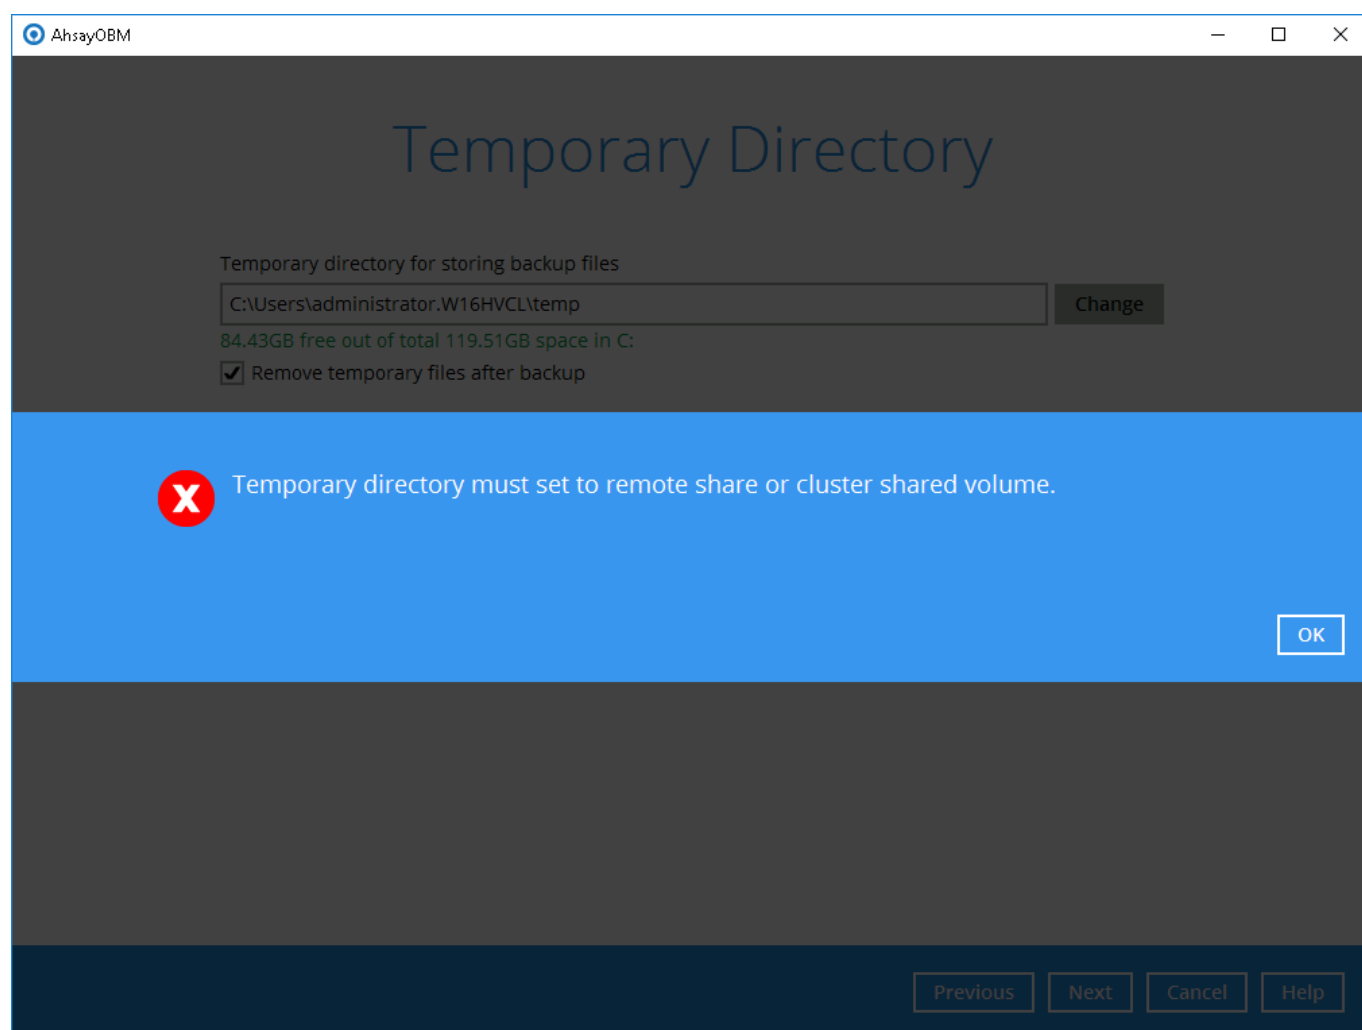 AhsayOBM
Temporary Directory
Temporary directory for storing backup files
C:\Users\administrator.W16HVCL\temp
Change
84.43GB free out of total 119.51GB space in C:
Remove temporary files after backup
Temporary directory must set to remote share or cluster shared volume.
OK
Previous
Next
Cancel
Help